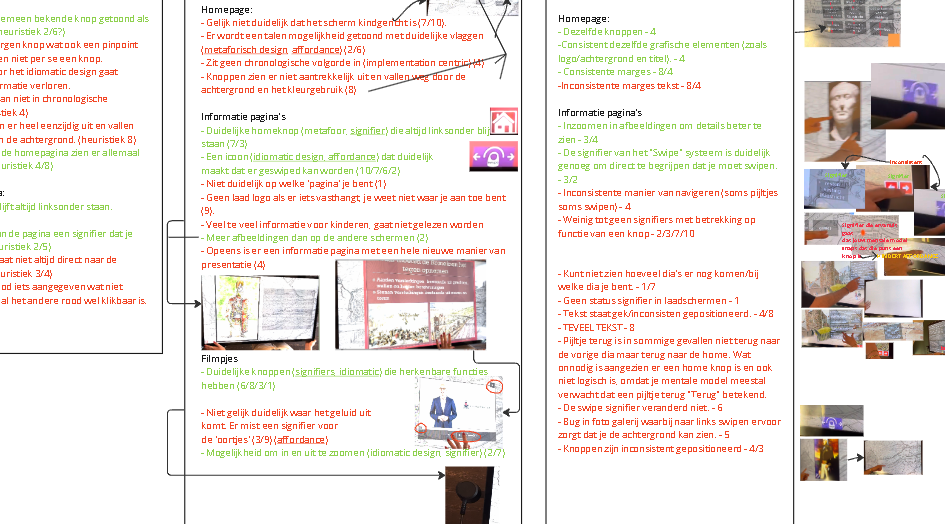 emeen bekende knop getoond als
euristiek 2/6?)
rgen knop wat ook een pinpoint
en niet per se een knop.
or het idiomatic design gaat
ormatie verloren.
an niet in chronologische
stiek 4)
n er heel eenzijdig uit en vallen
n de achtergrond. (heuristiek 8)
de homepagina zien er allemaal
uristiek 4/8)
a:
lijft altijd links onder staan.
an de pagina een signifier dat je
uristiek 2/5)
aat niet altijd direct naar de
uristiek 3/4)
ood iets aangegeven wat niet
al het andere rood wel klikbaar is.
Homepage:
- Gelijk niet duidelijk dat het scherm kindgericht is (7/10).
- Er wordt een talen mogelijkheid getoond met duidelijke vlaggen
(metaforisch design, affordance) (2/6)
- Zit geen chronologische volgorde in (implementation centric) (4)
- Knoppen zien er niet aantrekkelijk uit en vallen weg door de
achtergrond en het kleurgebruik (8)
Informatie pagina's
- Duidelijke homeknop (metafoor, signifier) die altijd links onder blij
staan (7/3)
- Een icoon (idiomatic design, affordance) dat duidelijk
maakt dat er geswiped kan worden (10/7/6/2)
- Niet duidelijk op welke 'pagina' je bent (1)
- Geen laad logo als er iets vasthangt, je weet niet waar je aan toe bent
(9).
- Veel te veel informatie voor kinderen, gaat niet gelezen worden
- Meer afbeeldingen dan op de andere schermen (2)
- Opeens is er een informatie pagina met een hele nieuwe manier van
presentatie (4)
Filmpjes
- Duidelijke knoppen (signifiers, idiomatic) die herkenbare functies
hebben (6/8/3/1)
- Niet gelijk duidelijk waar het geluid uit
komt. Er mist een signifier voor
de 'oortjes' (3/9) (affordance)
- Mogelijkheid om in en uit te zoomen (idiomatic design, signifier) (2/7)
Homepage:
- Dezelfde knoppen - 4
-Consistent dezelfde grafische elementen (zoals
logo/achtergrond en titel). - 4
- Consistente marges - 8/4
-Inconsistente marges tekst - 8/4
Informatie pagina's
- Inzoomen in afbeeldingen om details beter te
zien - 3/4
- De signifier van het "Swipe" systeem is duidelijk
genoeg om direct te begrijpen dat je moet swipen.
- 3/2
- Inconsistente manier van navigeren (soms pijltjes
soms swipen) - 4
- Weinig tot geen signifiers met betrekking op
functie van een knop - 2/3/7/10
- Kunt niet zien hoeveel dia's er nog komen/bij
welke dia je bent. - 1/7
- Geen status signifier in laadschermen - 1
- Tekst staat gek/inconsisten gepositioneerd. - 4/8
- TEVEEL TEKST - 8
- Pijltje terug is in sommige gevallen niet terug naar
de vorige dia maar terug naar de home. Wat
onnodig is aangezien er een home knop is en ook
niet logisch is, omdat je mentale model meestal
verwacht dat een pijltje terug "Terug" betekend.
- De swipe signifier veranderd niet. - 6
- Bug in foto galerij waarbij naar links swipen ervoor
zorgt dat je de achtergrond kan zien. - 5
- Knoppen zijn inconsistent gepositioneerd - 4/3
Inconsistent